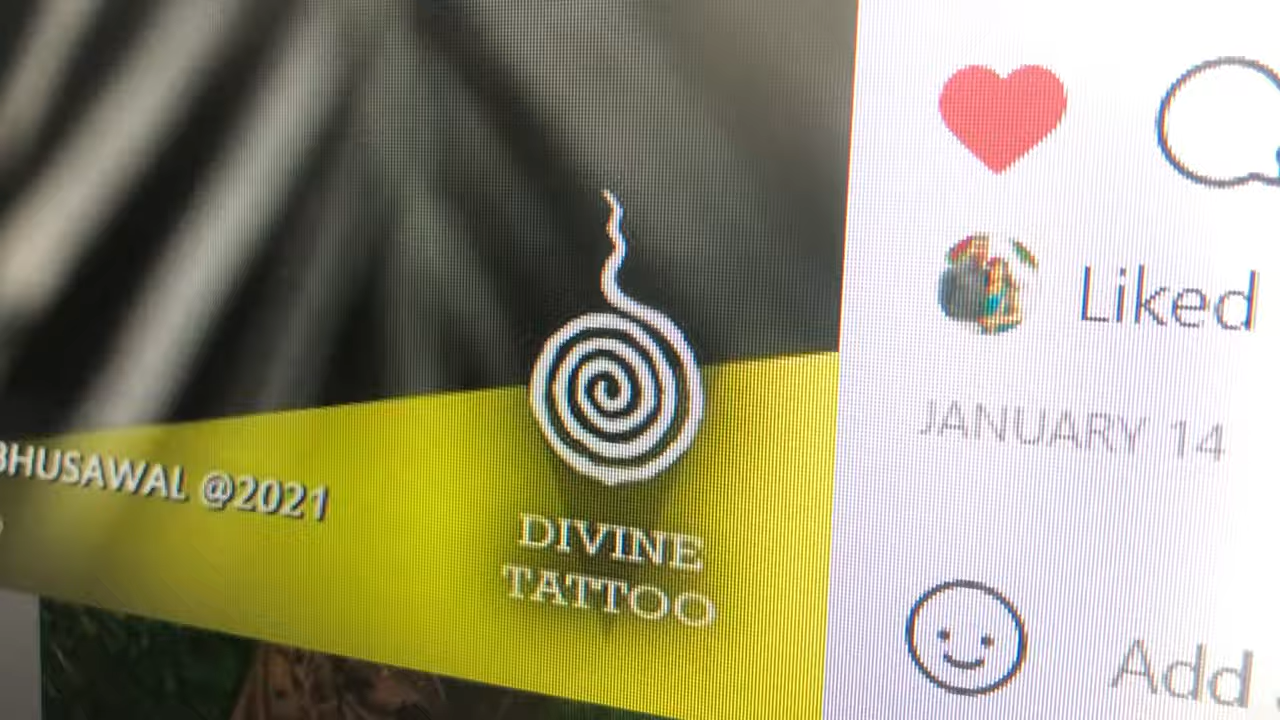 BHUSAWAL @2021
DIVINE
TATTOO
Liked
JANUARY 14
Add